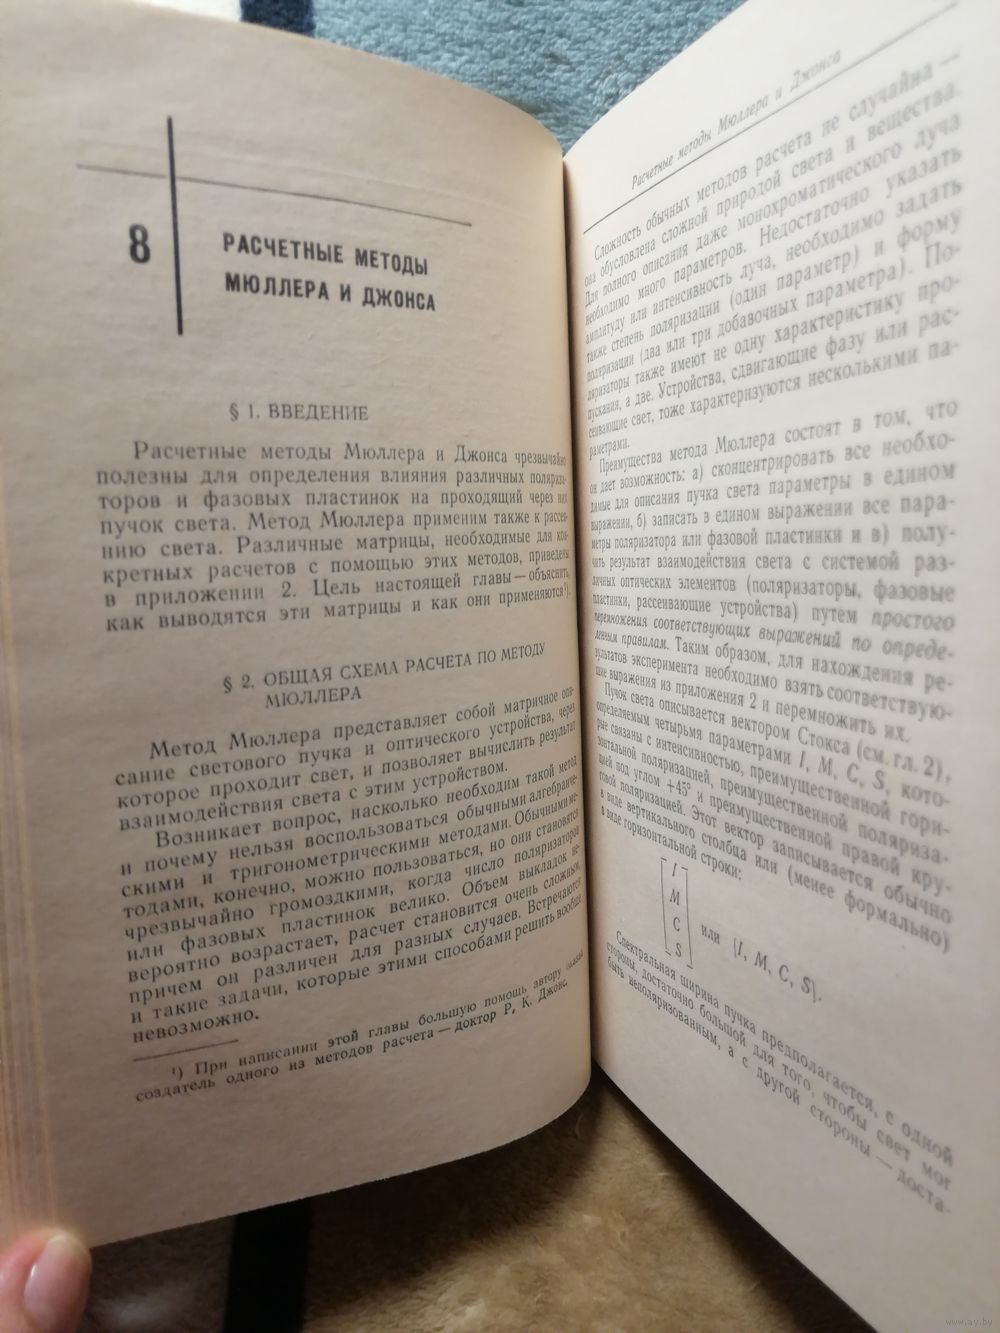 8
РАСЧЕТНЫЕ МЕТОДЫ
МЮЛЛЕРА И ДЖОНСА
§ 1. ВВЕДЕНИЕ
Расчетные методы Мюллера и Джонса чрезвычайно
полезны для определения влияния различных поляриза-
торов и фазовых пластинок на проходящий через них
пучок света. Метод Мюллера применим также к рассея-
нию света. Различные матрицы, необходимые для кон-
кретных расчетов с помощью этих методов, приведены
в приложении 2. Цель настоящей главы — объяснить,
как выводятся эти матрицы и как они применяются¹).
§ 2. ОБЩАЯ СХЕМА РАСЧЕТА ПО МЕТОДУ
МЮЛЛЕРА
Метод Мюллера представляет собой матричное опи-
сание светового пучка и оптического устройства, через
которое проходит свет, и позволяет вычислить результат
взаимодействия света с этим устройством.
Возникает вопрос, насколько необходим такой метод
и почему нельзя воспользоваться обычными алгебраиче-
скими и тригонометрическими методами. Обычными ме-
тодами, конечно, можно пользоваться, но они становятся
чрезвычайно громоздкими, когда число поляризаторов
или фазовых пластинок велико. Объем выкладок не-
вероятно возрастает, расчет становится очень сложным,
причем он различен для разных случаев. Встречаются
и такие задачи, которые этими способами решить вообще
невозможно.
¹) При написании этой главы большую помощь автору оказал
создатель одного из методов расчета — доктор Р. К. Джонс.
Расчетные методы Мюллера и Джонса
Сложность обычных методов расчета не случайна —
она обусловлена сложной природой света и вещества.
Для полного описания даже монохроматического луча
необходимо много параметров. Недостаточно указать
амплитуду или интенсивность луча, необходимо задать
также степень поляризации (один параметр) и форму
поляризации (два или три добавочных параметра). По-
ляризаторы также имеют не одну характеристику про-
пускания, а две. Устройства, сдвигающие фазу или рас-
сеивающие свет, тоже характеризуются несколькими па-
раметрами.
Преимущества метода Мюллера состоят в том, что
он дает возможность: а) сконцентрировать все необхо-
димые для описания пучка света параметры в едином
выражении, б) записать в едином выражении все пара-
метры поляризатора или фазовой пластинки и в) полу-
чить результат взаимодействия света с системой раз-
личных оптических элементов (поляризаторы, фазовые
пластинки, рассеивающие устройства) путем простого
перемножения соответствующих выражений по опреде-
ленным правилам. Таким образом, для нахождения ре-
зультатов эксперимента необходимо взять соответствую-
щие выражения из приложения 2 и перемножить их.
Пучок света описывается вектором Стокса (см. гл. 2),
определяемым четырьмя параметрами I, M, C, S, кото-
рые связаны с интенсивностью, преимущественной гори-
зонтальной поляризацией, преимущественной поляриза-
цией под углом +45° и преимущественной правой кру-
говой поляризацией. Этот вектор записывается обычно
в виде вертикального столбца или (менее формально)
в виде горизонтальной строки:
I
M
C
S
или {I, M, C, S}.
Спектральная ширина пучка предполагается, с одной
стороны, достаточно большой для того, чтобы свет мог
быть неполяризованным, а с другой стороны — доста-
www.ay.by